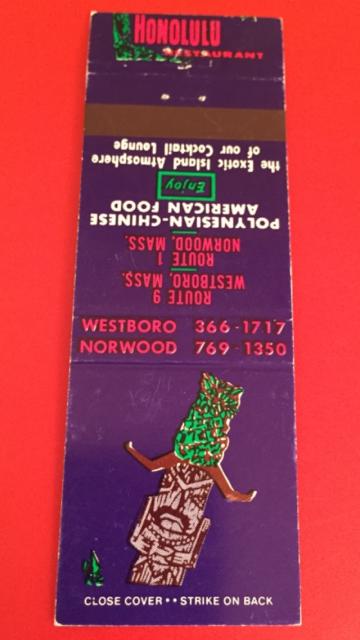 HONOLULU
RESTAURANT
POLYNESIAN-CHINESE
AMERICAN FOOD
Enjoy
the Exotic Island Atmosphere
of our Cocktail Lounge
ROUTE 9
WESTBORO, MASS.
ROUTE 1
NORWOOD, MASS.
WESTBORO 366-1717
NORWOOD 769-1350
CLOSE COVER •• STRIKE ON BACK